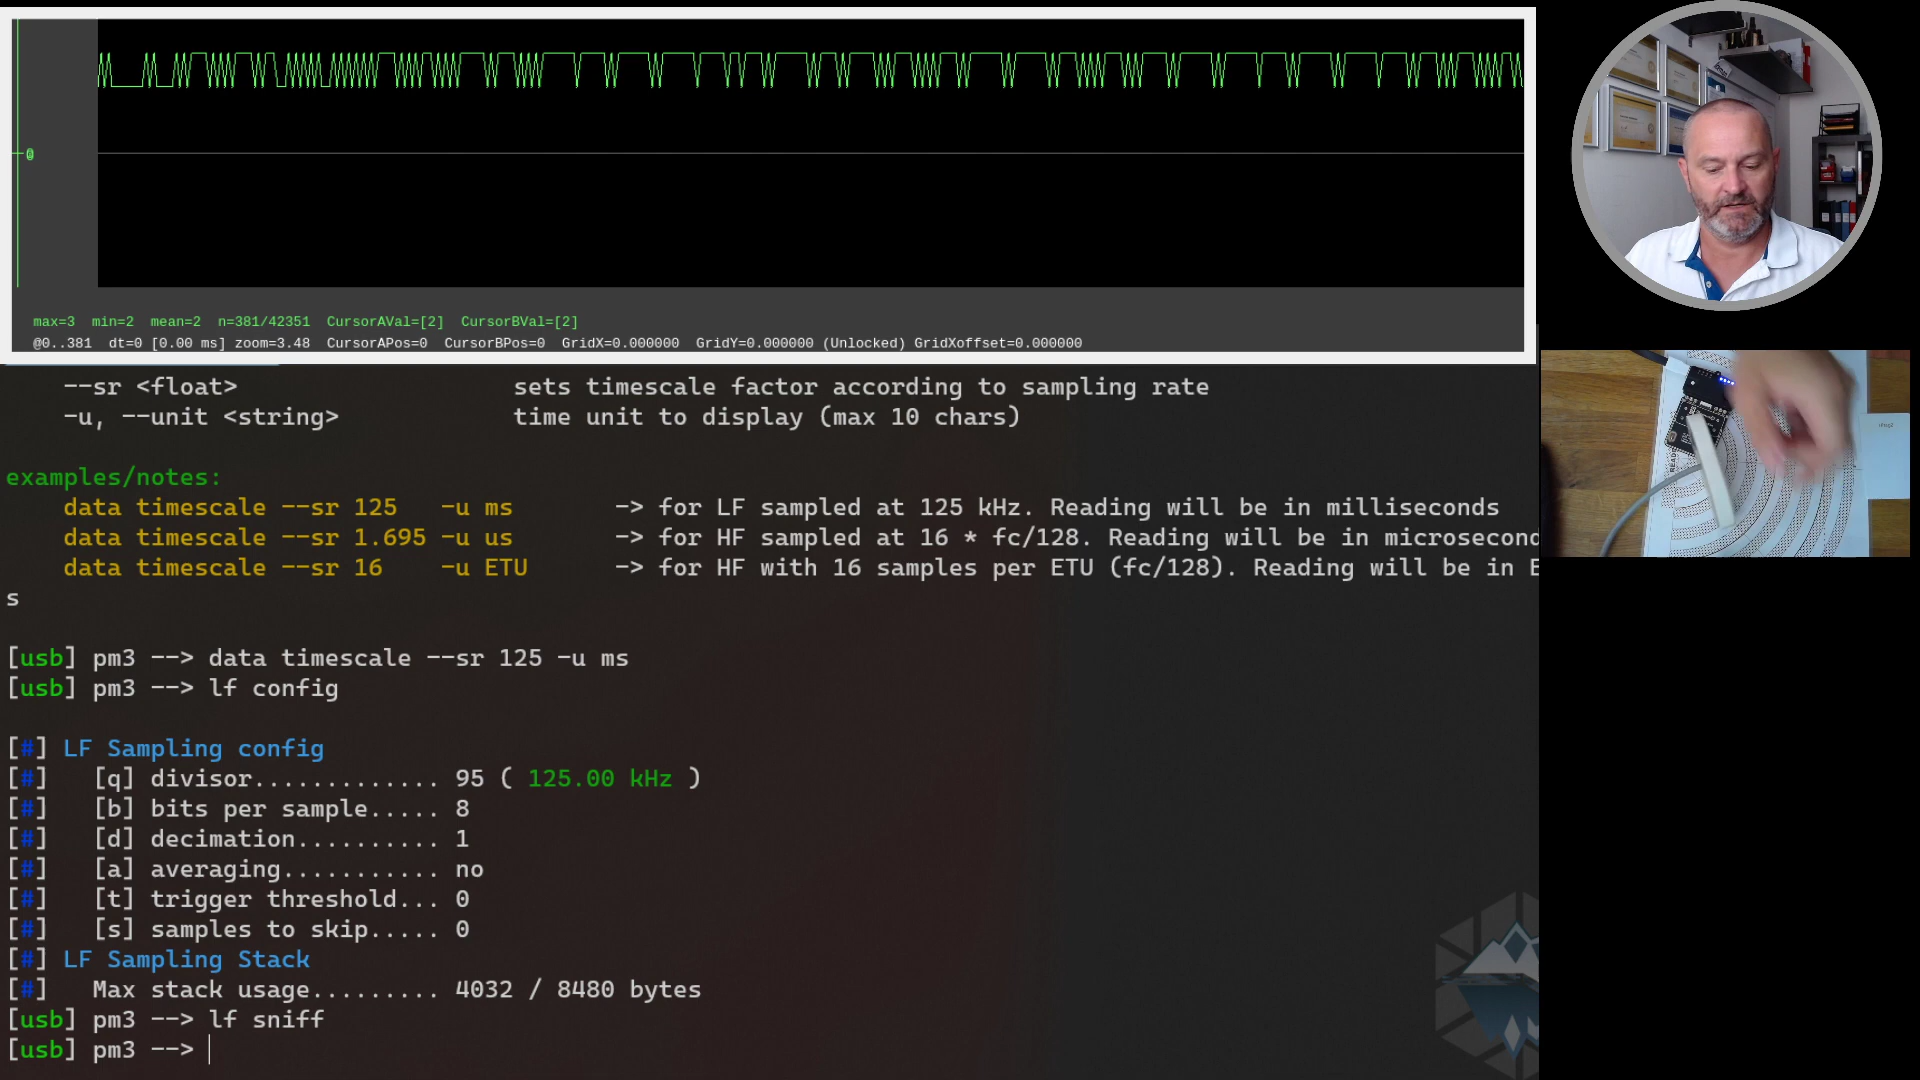 0
max=3 min=2 mean=2 n=381/42351 CursorAVal=[2] CursorBVal=[2]
@0..381 dt=0 [0.00 ms] zoom=3.48 CursorAPos=0 CursorBPos=0 GridX=0.000000 GridY=0.000000 (Unlocked) GridXoffset=0.000000
--sr <float> sets timescale factor according to sampling rate
-u, --unit <string> time unit to display (max 10 chars)
examples/notes:
data timescale --sr 125 -u ms -> for LF sampled at 125 kHz. Reading will be in milliseconds
data timescale --sr 1.695 -u us -> for HF sampled at 16 * fc/128. Reading will be in microsecond
data timescale --sr 16 -u ETU -> for HF with 16 samples per ETU (fc/128). Reading will be in E
s
[usb] pm3 --> data timescale --sr 125 -u ms
[usb] pm3 --> lf config
[#] LF Sampling config
[#] [q] divisor............. 95 ( 125.00 kHz )
[#] [b] bits per sample..... 8
[#] [d] decimation.......... 1
[#] [a] averaging........... no
[#] [t] trigger threshold... 0
[#] [s] samples to skip..... 0
[#] LF Sampling Stack
[#] Max stack usage......... 4032 / 8480 bytes
[usb] pm3 --> lf sniff
[usb] pm3 -->